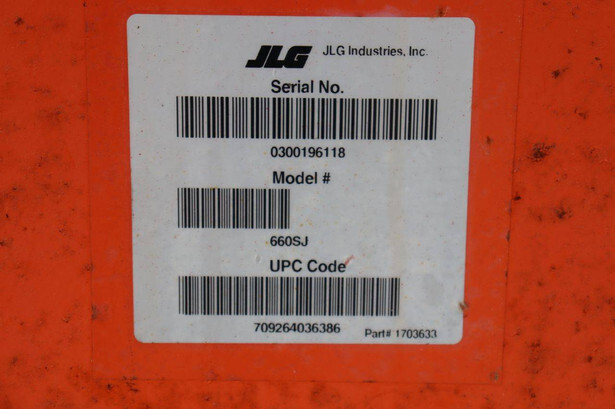 JLG JLG Industries, Inc.
Serial No.
0300196118
Model #
660SJ
UPC Code
709264036386 Part# 1703633